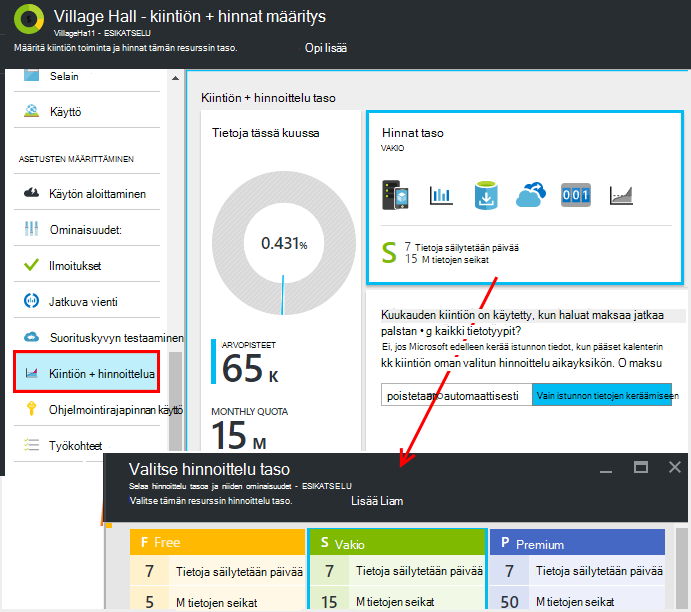 Village Hall - kiintiön + hinnat määritys
VillageHa11 - ESIKATSELU
Määritä kiintiön toiminta ja hinnat tämän resurssin taso.
Opi lisää
Selain
Käyttö
ASETUSTEN MÄÄRITTÄMINEN
Käytön aloittaminen
Ominaisuudet:
Ilmoitukset
Jatkuva vienti
Suorituskyvyn testaaminen
Kiintiön + hinnoittelua
Ohjelmointirajapinnan käyttö
Työkohteet
Kiintiön + hinnoittelu taso
Tietoja tässä kuussa
0.431%
ARVOPISTEET
65 K
MONTHLY QUOTA
15 M
Hinnat taso
VAKIO
001
S
7 Tietoja säilytetään päivää
15 M tietojen seikat
Kuukauden kiintiön on käytetty, kun haluat maksaa jatkaa
palstan • g kaikki tietotyypit?
Ei, jos Microsoft edelleen kerää istunnon tiedot, kun pääset kalenterin
kk kiintiön oman valitun hinnoittelu aikayksikön. O maksu
poistetaan automaattisesti
Vain istunnon tietojen keräämiseen
Valitse hinnoittelu taso
Selaa hinnoittelu tasoa ja niiden ominaisuudet - ESIKATSELU
Valitse tämän resurssin hinnoittelu taso.
Lisää Liam
F Free
7 Tietoja säilytetään päivää
5 M tietojen seikat
S Vakio
7 Tietoja säilytetään päivää
15 M tietojen seikat
P Premium
7 Tietoja säilytetään päivää
50 M tietojen seikat